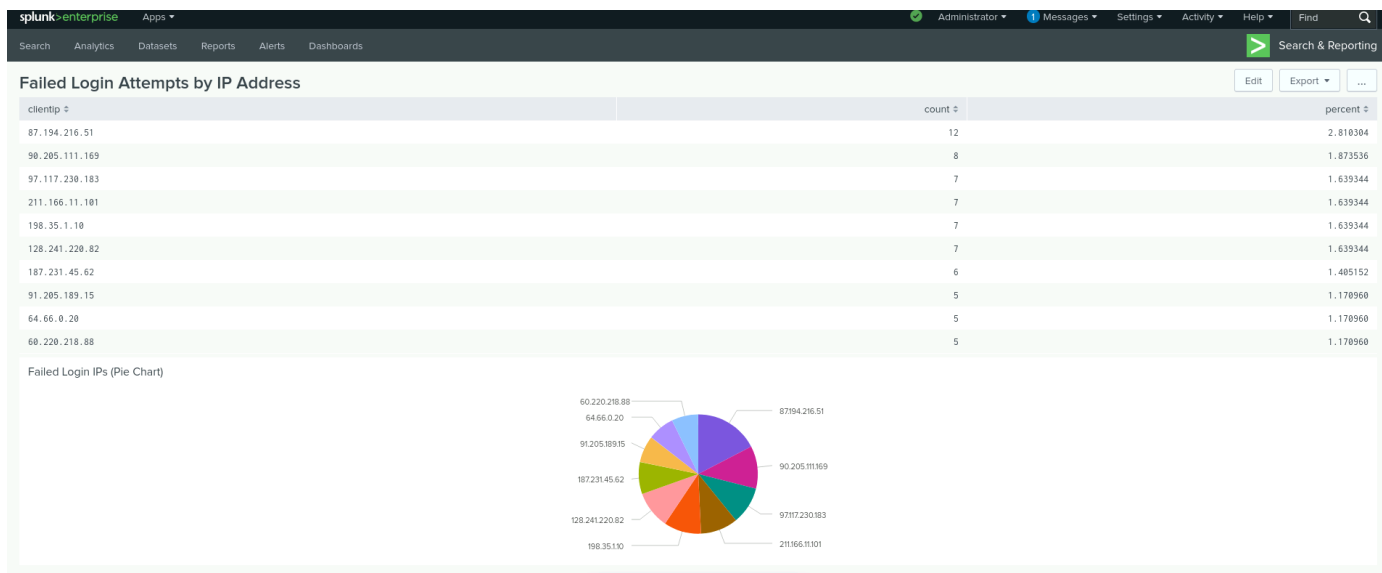 splunk>enterprise Apps Administrator 1 Messages Settings Activity Help Find
Search Analytics Datasets Reports Alerts Dashboards > Search & Reporting
Failed Login Attempts by IP Address Edit Export ...
clientip count percent
87.194.216.51 12 2.810304
90.205.111.169 8 1.873536
97.117.230.183 7 1.639344
211.166.11.101 7 1.639344
198.35.1.10 7 1.639344
128.241.220.82 7 1.639344
187.231.45.62 6 1.405152
91.205.189.15 5 1.170960
64.66.0.20 5 1.170960
60.220.218.88 5 1.170960
Failed Login IPs (Pie Chart)
60.220.218.88
87.194.216.51
64.66.0.20
91.205.189.15
90.205.111.169
187.231.45.62
97.117.230.183
128.241.220.82
211.166.11.101
198.35.1.10